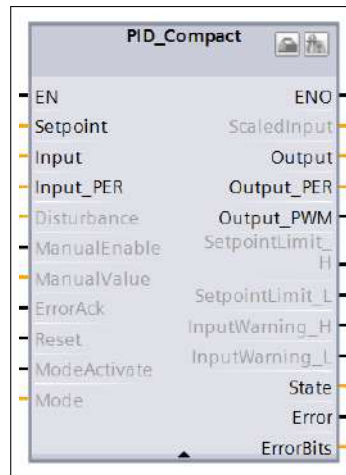 PID_Compact
EN ENO
Setpoint ScaledInput
Input Output
Input_PER Output_PER
Disturbance Output_PWM
ManualEnable SetpointLimit_
H
ManualValue SetpointLimit_L
ErrorAck InputWarning_H
Reset InputWarning_L
ModeActivate State
Mode Error
ErrorBits